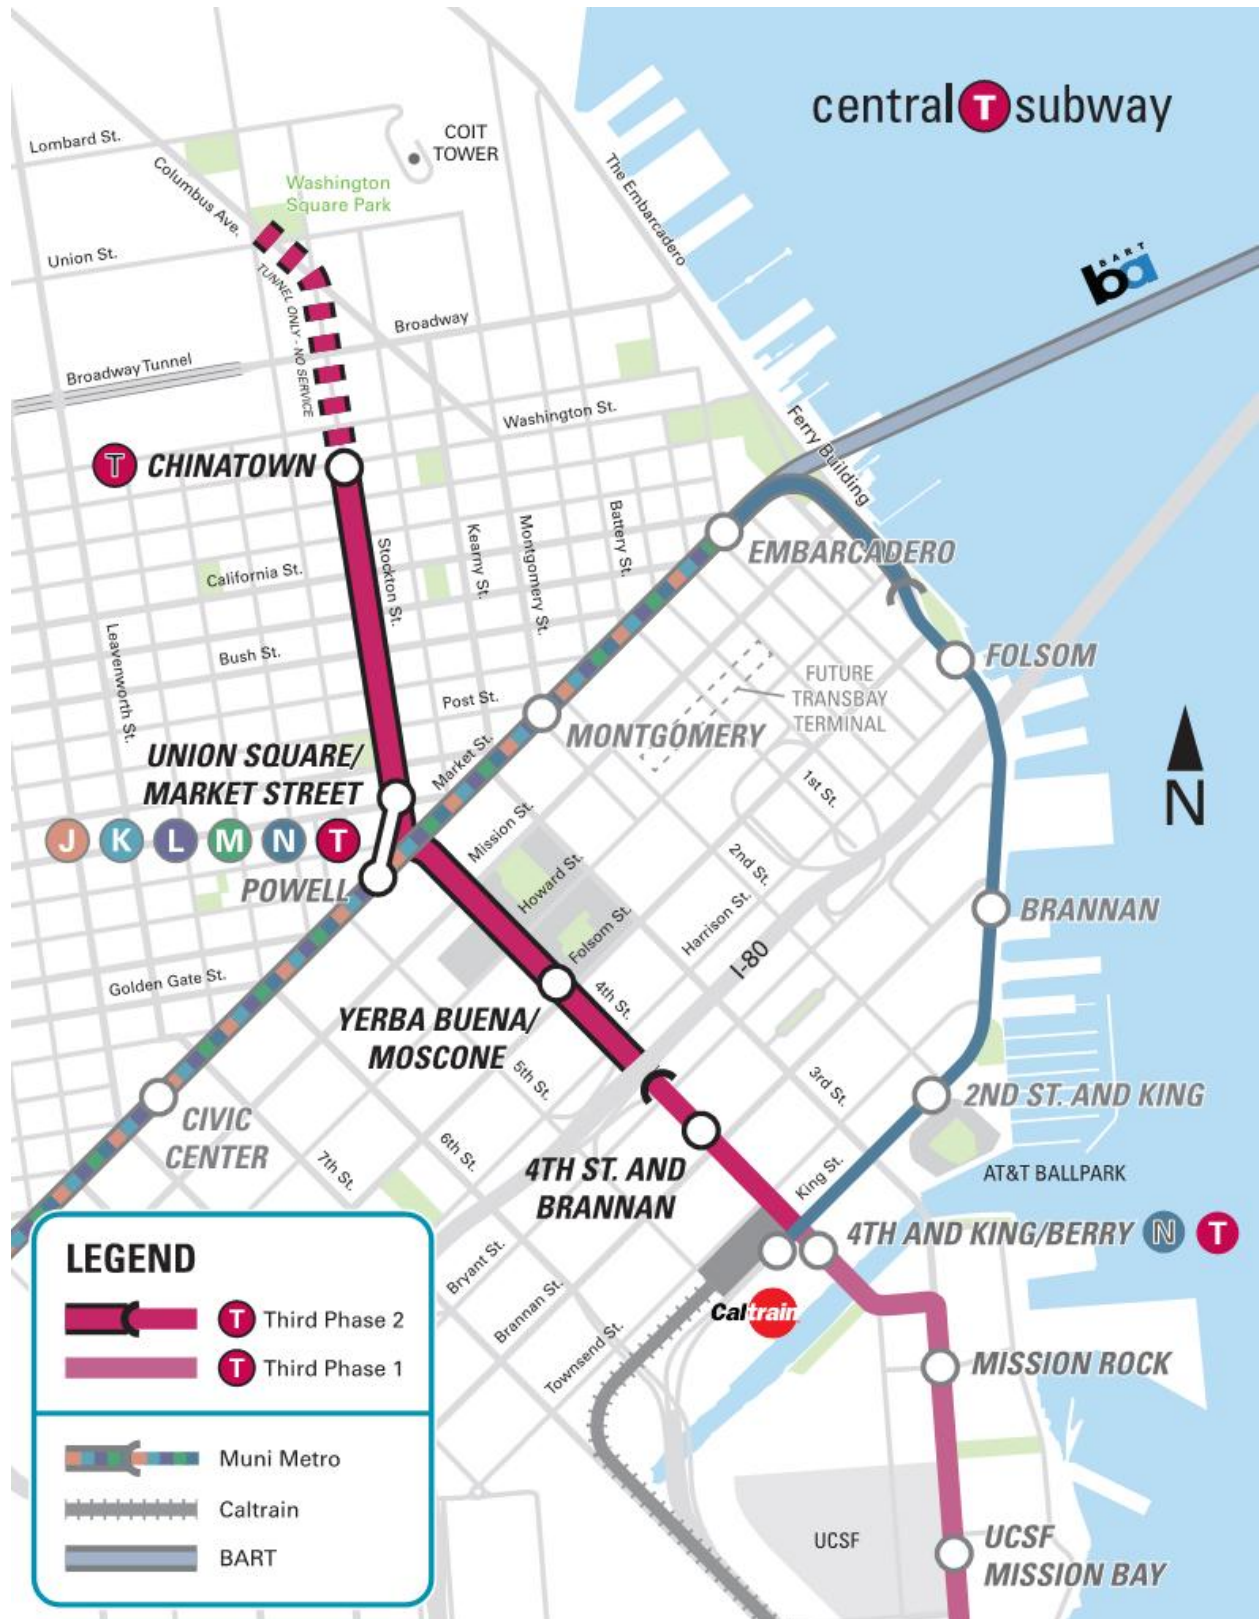 central T subway
Lombard St.
COIT
TOWER
Columbus Ave.
Washington
Square Park
The Embarcadero
Union St.
TUNNEL ONLY - NO SERVICE
BART
ba
Broadway
Broadway Tunnel
Washington St.
Ferry Building
T CHINATOWN
Stockton St.
Kearny St.
Montgomery St.
Battery St.
EMBARCADERO
California St.
Leavenworth St.
Bush St.
FOLSOM
FUTURE
TRANSBAY
TERMINAL
Post St.
MONTGOMERY
Market St.
UNION SQUARE/
MARKET STREET
J K L M N T
POWELL
1st St.
N
Mission St.
Howard St.
2nd St.
Folsom St.
Harrison St.
BRANNAN
I-80
Golden Gate St.
4th St.
YERBA BUENA/
MOSCONE
5th St.
3rd St.
2ND ST. AND KING
CIVIC
CENTER
6th St.
7th St.
4TH ST. AND
BRANNAN
King St.
AT&T BALLPARK
4TH AND KING/BERRY N T
Bryant St.
Brannan St.
Townsend St.
Caltrain
MISSION ROCK
UCSF
UCSF
MISSION BAY
LEGEND
T Third Phase 2
T Third Phase 1
Muni Metro
Caltrain
BART